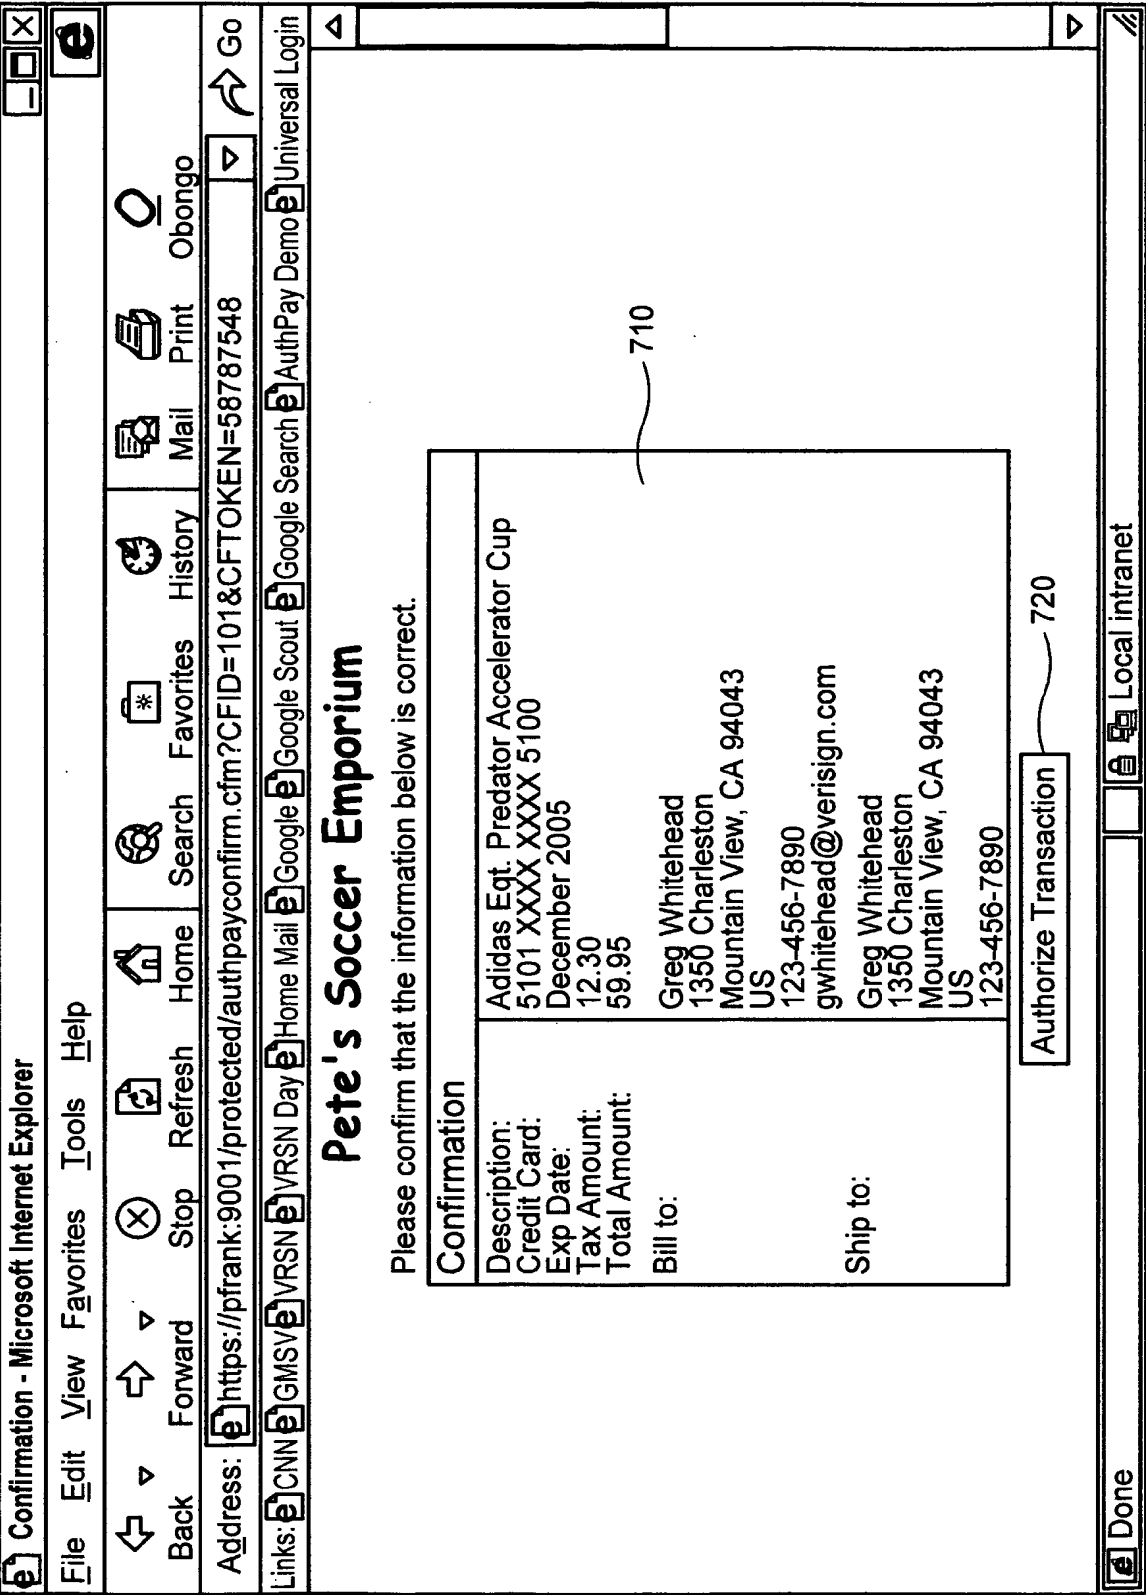 Confirmation - Microsoft Internet Explorer
File Edit View Favorites Tools Help
Back Forward Stop Refresh Home Search Favorites History Mail Print Obongo
Address: https://pfrank:9001/protected/authpayconfirm.cfm?CFID=101&CFTOKEN=58787548 Go
Links: CNN GMSV VRSN VRSN Day Home Mail Google Google Scout Google Search AuthPay Demo Universal Login
Pete's Soccer Emporium
Please confirm that the information below is correct.
Confirmation
Description: Adidas Eqt. Predator Accelerator Cup
Credit Card: 5101 XXXX XXXX 5100
Exp Date: December 2005
Tax Amount: 12.30
Total Amount: 59.95
Bill to: Greg Whitehead
1350 Charleston
Mountain View, CA 94043
US
123-456-7890
gwhitehead@verisign.com
Ship to: Greg Whitehead
1350 Charleston
Mountain View, CA 94043
US
123-456-7890
710
Authorize Transaction
720
Done Local intranet